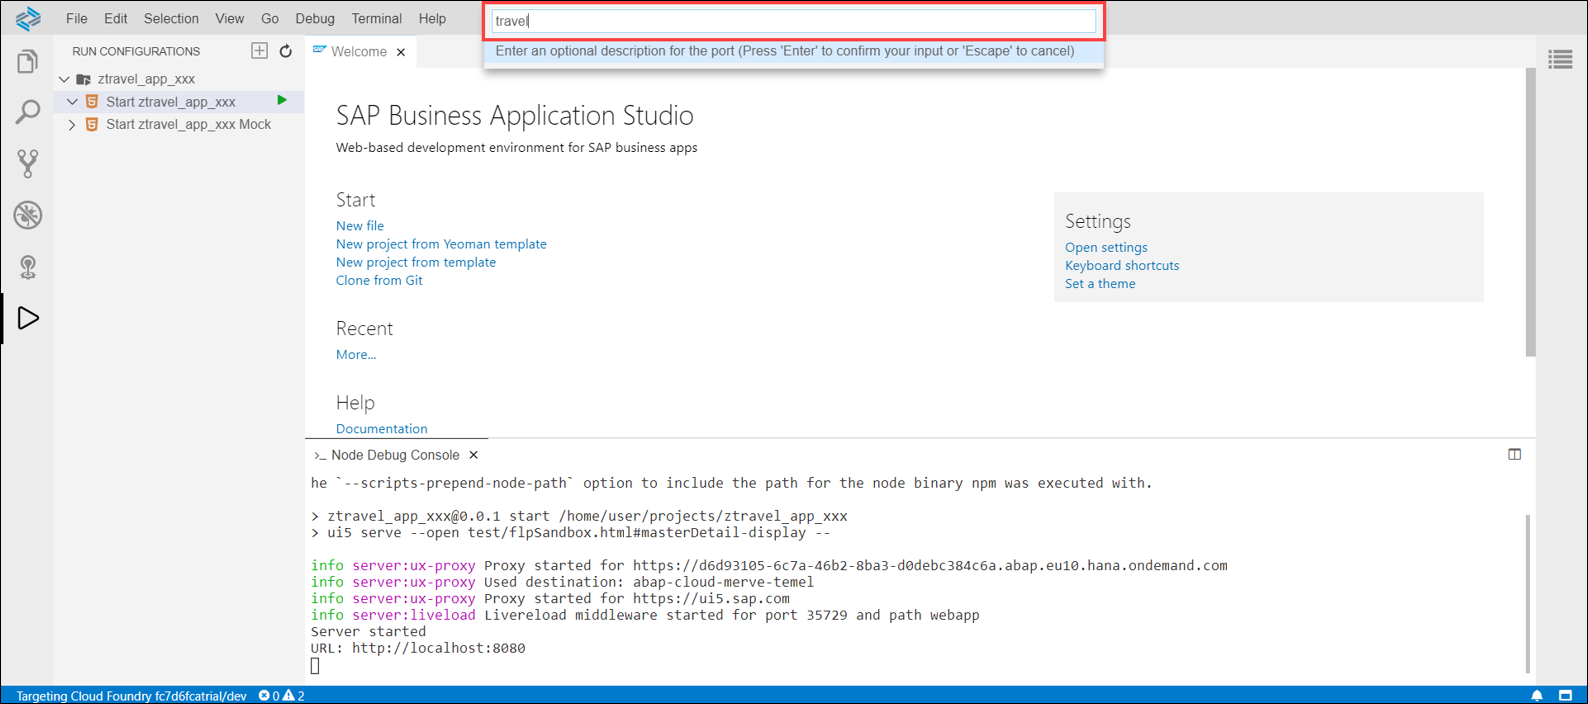 File Edit Selection View Go Debug Terminal Help
travel
Enter an optional description for the port (Press 'Enter' to confirm your input or 'Escape' to cancel)
RUN CONFIGURATIONS
ztravel_app_xxx
Start ztravel_app_xxx
Start ztravel_app_xxx Mock
Welcome
SAP Business Application Studio
Web-based development environment for SAP business apps
Start
New file
New project from Yeoman template
New project from template
Clone from Git
Recent
More...
Help
Documentation
Settings
Open settings
Keyboard shortcuts
Set a theme
>_ Node Debug Console
he `--scripts-prepend-node-path` option to include the path for the node binary npm was executed with.
> ztravel_app_xxx@0.0.1 start /home/user/projects/ztravel_app_xxx
> ui5 serve --open test/flpSandbox.html#masterDetail-display --
info server:ux-proxy Proxy started for https://d6d93105-6c7a-46b2-8ba3-d0debc384c6a.abap.eu10.hana.ondemand.com
info server:ux-proxy Used destination: abap-cloud-merve-temel
info server:ux-proxy Proxy started for https://ui5.sap.com
info server:liveload Livereload middleware started for port 35729 and path webapp
Server started
URL: http://localhost:8080
Targeting Cloud Foundry fc7d6fcatrial/dev 0 2